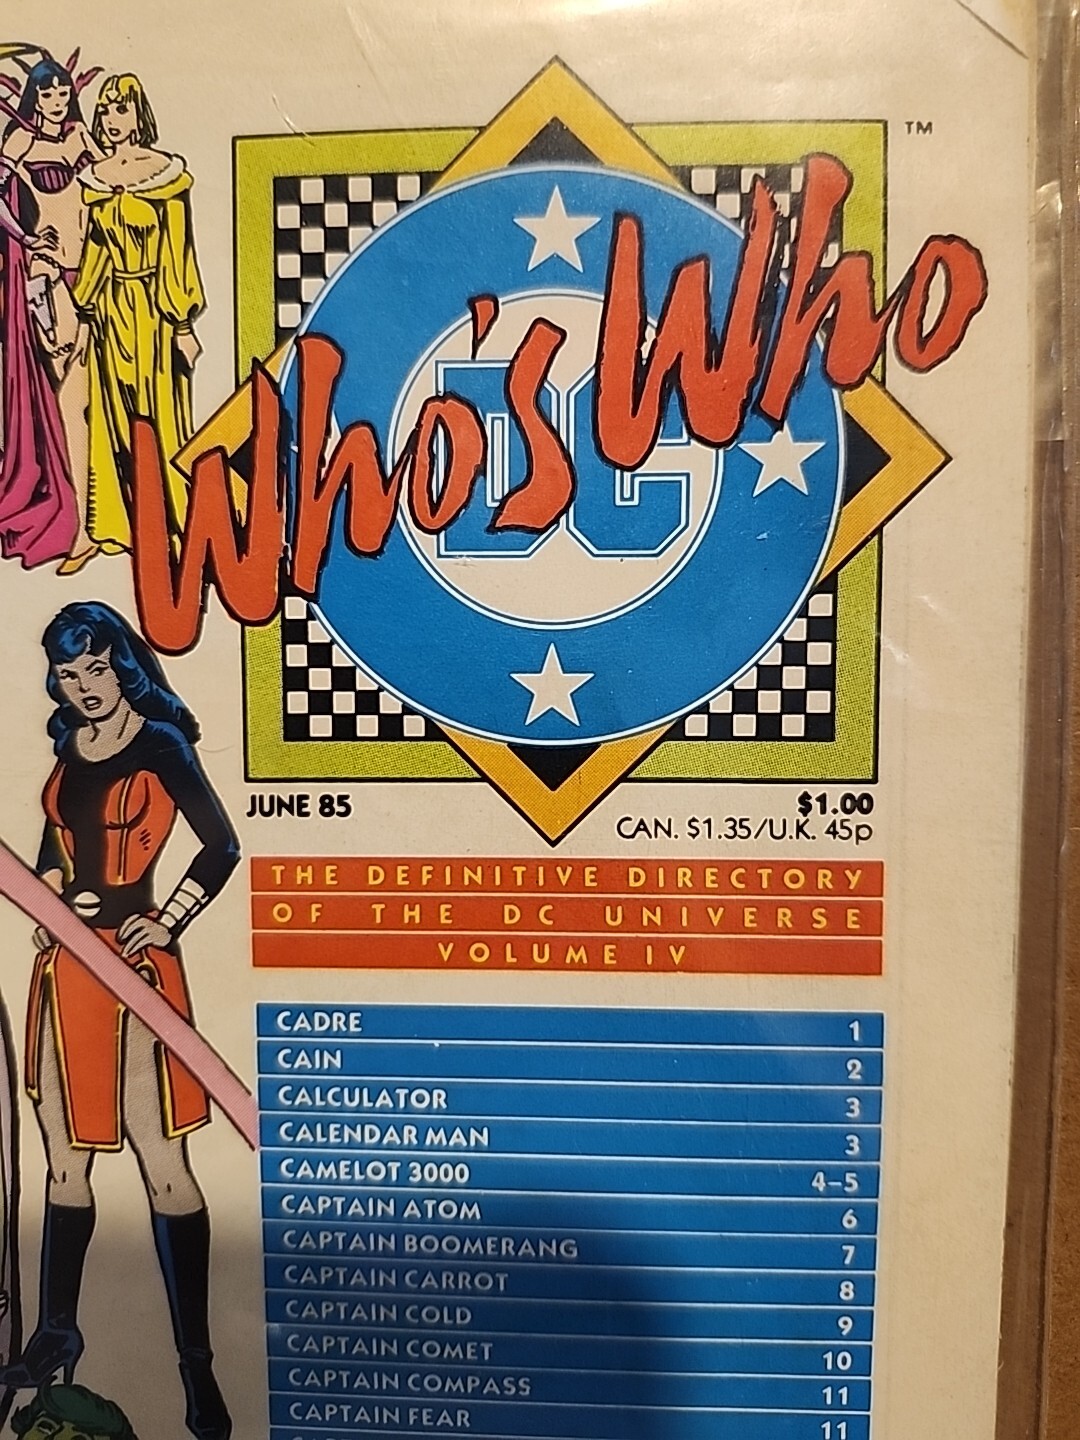 Who's Who
DC
TM
JUNE 85
$1.00
CAN. $1.35/U.K. 45p
THE DEFINITIVE DIRECTORY
OF THE DC UNIVERSE
VOLUME IV
CADRE 1
CAIN 2
CALCULATOR 3
CALENDAR MAN 3
CAMELOT 3000 4-5
CAPTAIN ATOM 6
CAPTAIN BOOMERANG 7
CAPTAIN CARROT 8
CAPTAIN COLD 9
CAPTAIN COMET 10
CAPTAIN COMPASS 11
CAPTAIN FEAR 11